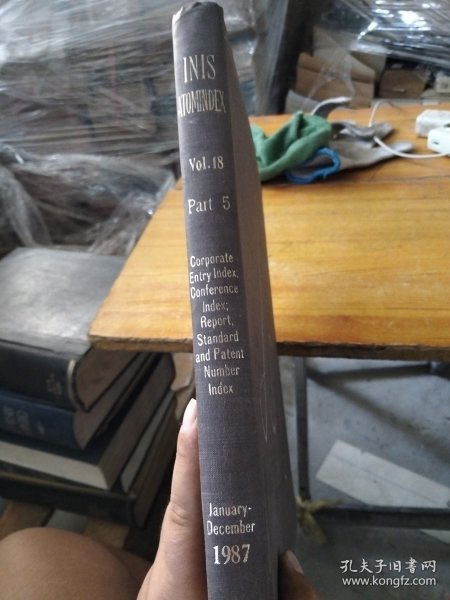 INIS
ATOMINDEX
Vol.18
Part 5
Corporate
Entry Index;
Conference
Index;
Report,
Standard
and Patent
Number
Index
January-
December
1987
孔夫子旧书网
www.kongfz.com